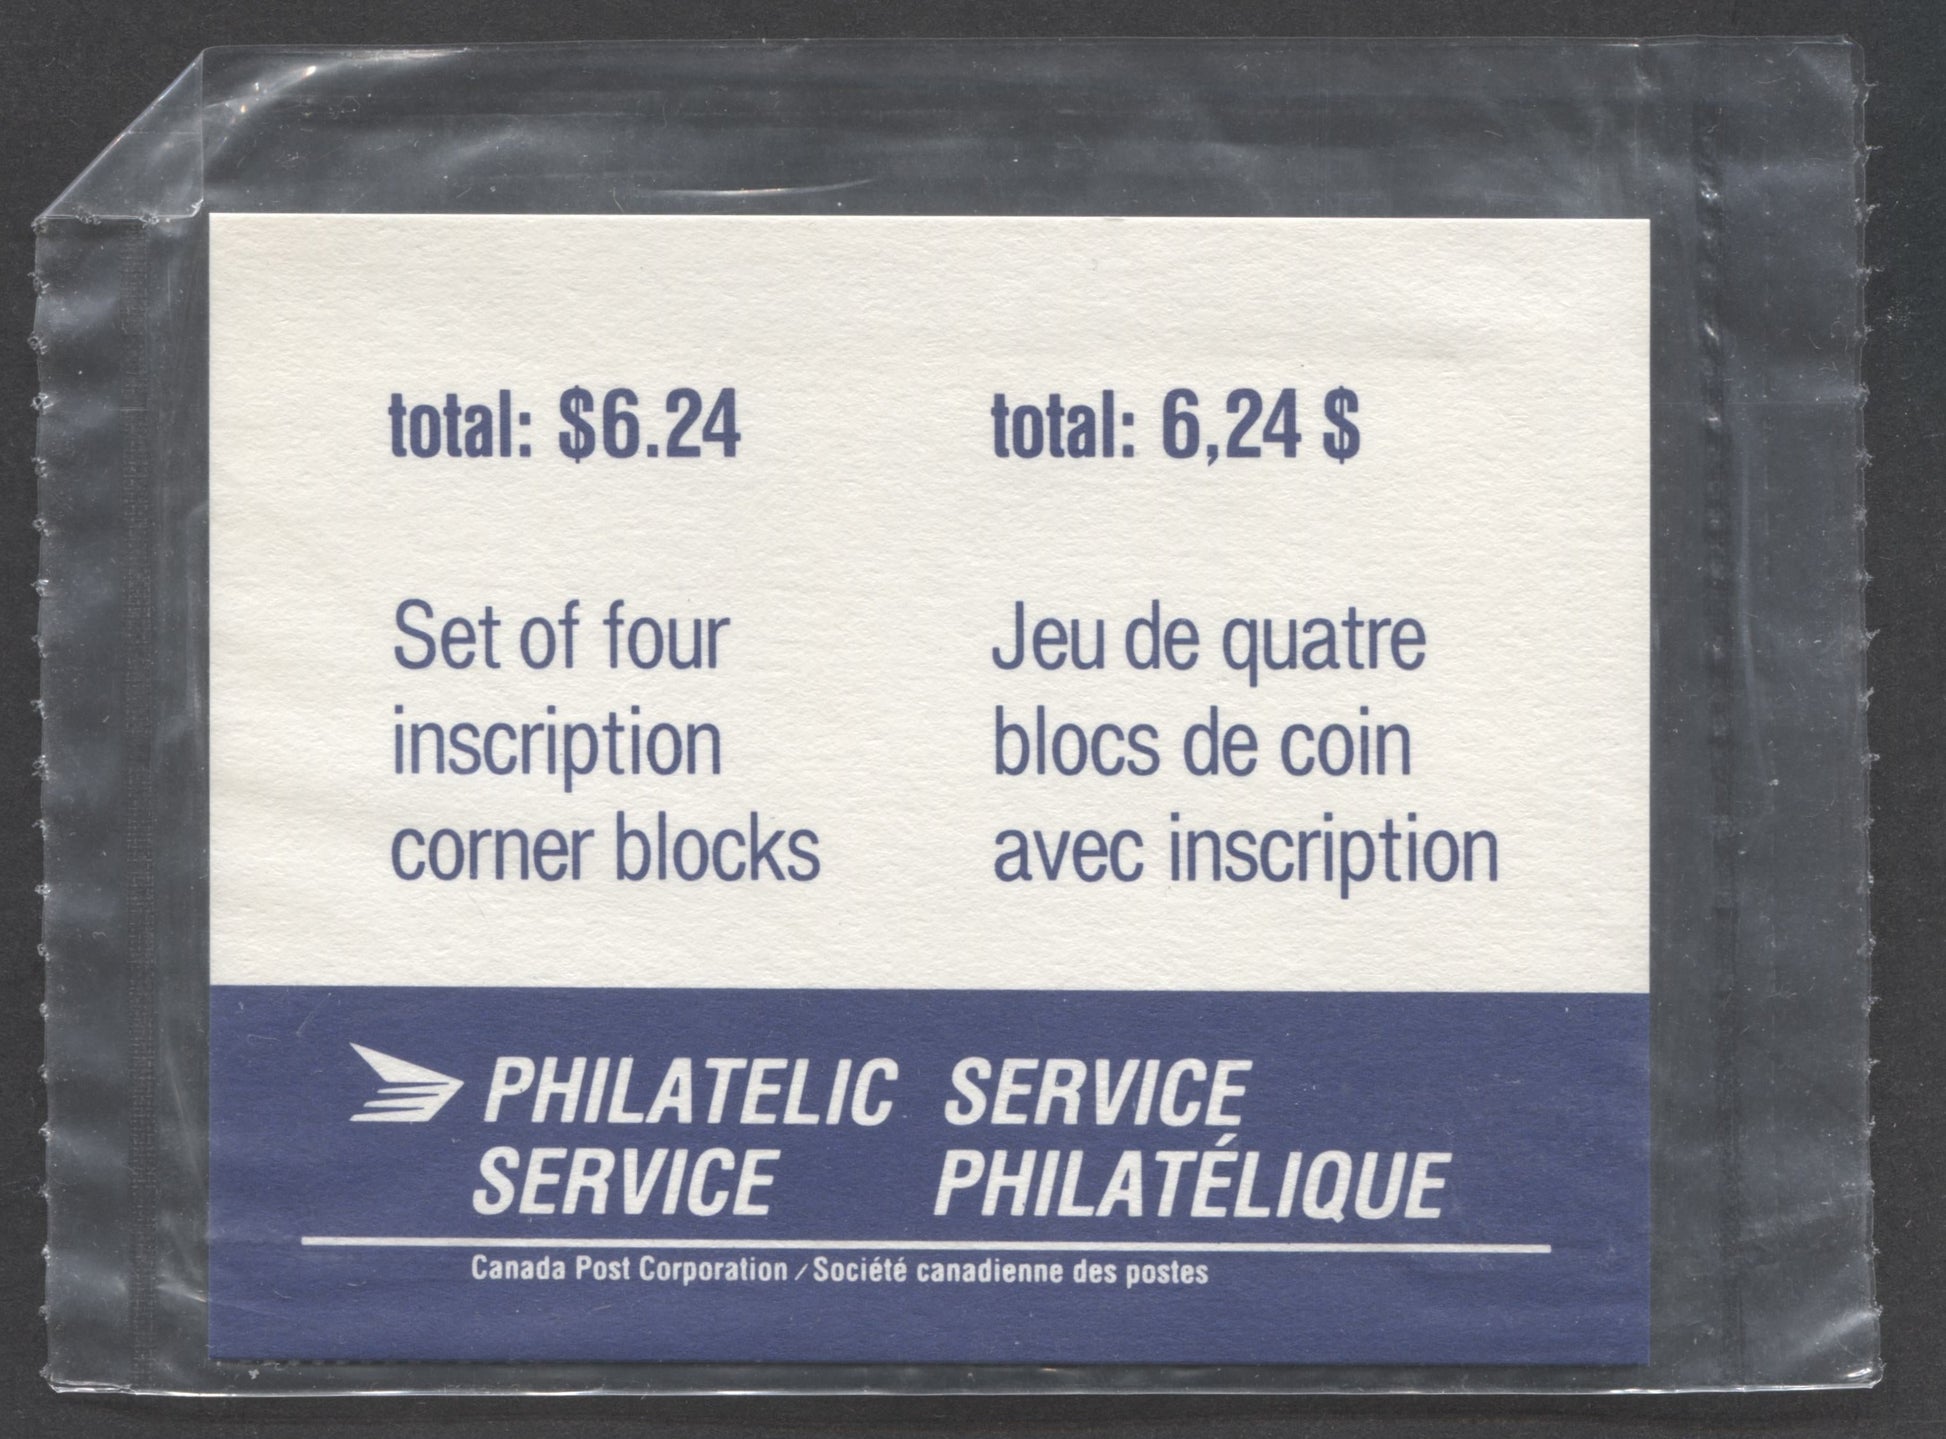 total: $6.24
Set of four
inscription
corner blocks
total: 6,24 $
Jeu de quatre
blocs de coin
avec inscription
PHILATELIC
SERVICE
SERVICE
PHILATÉLIQUE
Canada Post Corporation / Société canadienne des postes